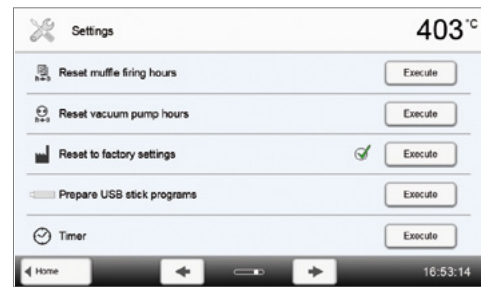 Settings 403 °C
Reset muffle firing hours Execute
Reset vacuum pump hours Execute
Reset to factory settings Execute
Prepare USB stick programs Execute
Timer Execute
Home 16:53:14